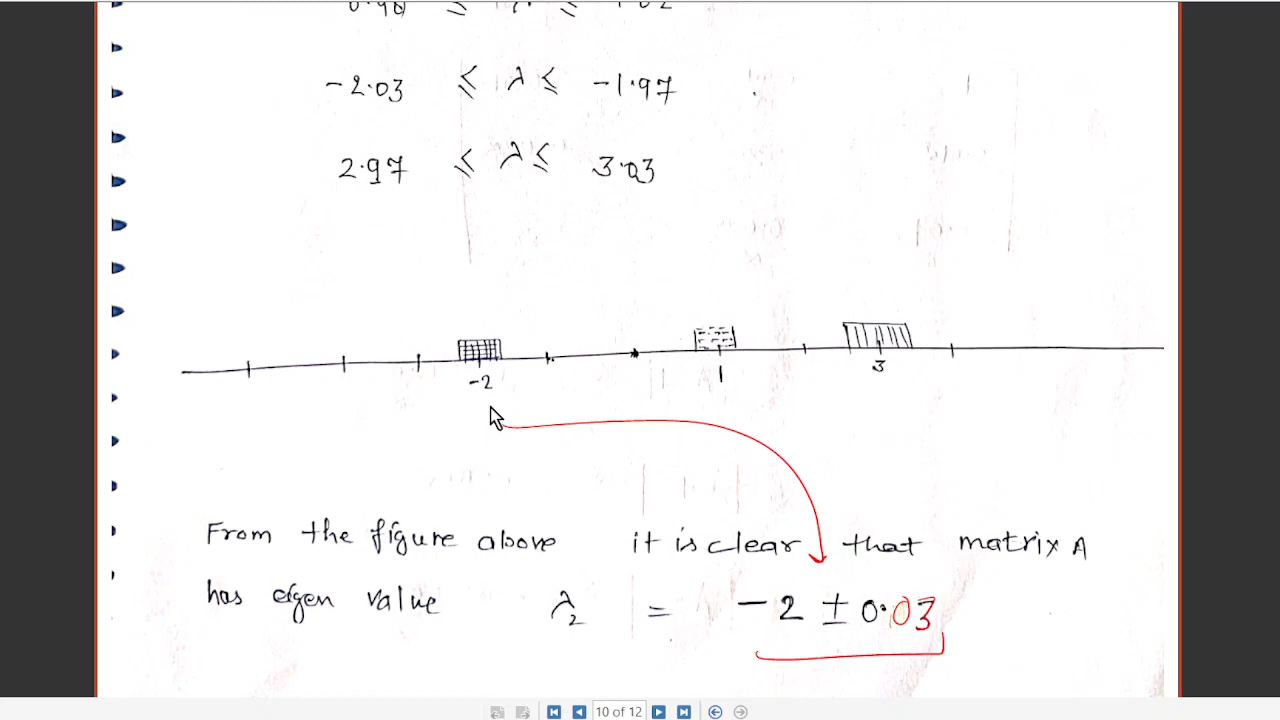 -2.03 ≤ λ ≤ -1.97
2.97 ≤ λ ≤ 3.03
-2 1 3
From the figure above it is clear that matrix A
has eigen value λ2 = -2 ± 0.03
10 of 12